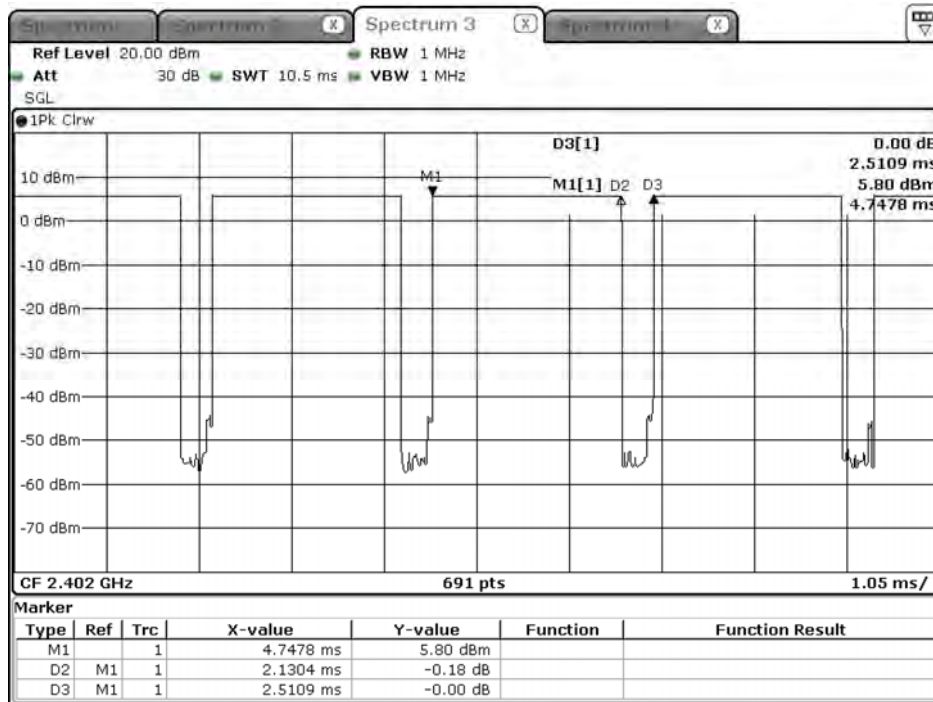 Spectrum X Spectrum 3 X X
Ref Level 20.00 dBm RBW 1 MHz
Att 30 dB SWT 10.5 ms VBW 1 MHz
SGL
1Pk Clrw
D3[1] 0.00 dB
2.5109 ms
M1[1] 5.80 dBm
4.7478 ms
M1 D2 D3
10 dBm
0 dBm
-10 dBm
-20 dBm
-30 dBm
-40 dBm
-50 dBm
-60 dBm
-70 dBm
CF 2.402 GHz 691 pts 1.05 ms/
Marker
Type Ref Trc X-value Y-value Function Function Result
M1 1 4.7478 ms 5.80 dBm
D2 M1 1 2.1304 ms -0.18 dB
D3 M1 1 2.5109 ms -0.00 dB